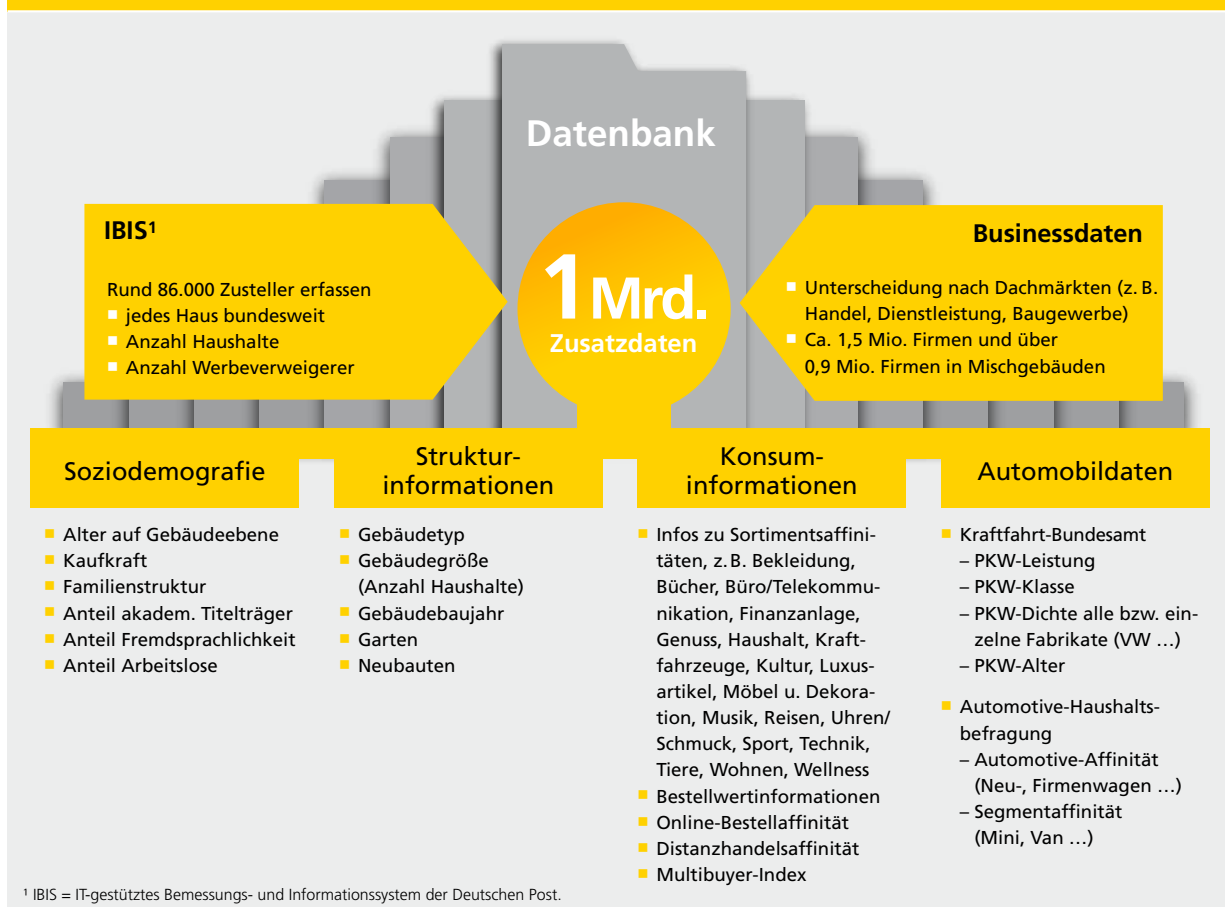 Datenbank
1 Mrd.
Zusatzdaten
IBIS¹
Rund 86.000 Zusteller erfassen
jedes Haus bundesweit
Anzahl Haushalte
Anzahl Werbeverweigerer
Businessdaten
Unterscheidung nach Dachmärkten (z. B.
Handel, Dienstleistung, Baugewerbe)
Ca. 1,5 Mio. Firmen und über
0,9 Mio. Firmen in Mischgebäuden
Soziodemografie
Alter auf Gebäudeebene
Kaufkraft
Familienstruktur
Anteil akadem. Titelträger
Anteil Fremdsprachlichkeit
Anteil Arbeitslose
Struktur-
informationen
Gebäudetyp
Gebäudegröße
(Anzahl Haushalte)
Gebäudebaujahr
Garten
Neubauten
Konsum-
informationen
Infos zu Sortimentsaffini-
täten, z. B. Bekleidung,
Bücher, Büro/Telekommu-
nikation, Finanzanlage,
Genuss, Haushalt, Kraft-
fahrzeuge, Kultur, Luxus-
artikel, Möbel u. Dekora-
tion, Musik, Reisen, Uhren/
Schmuck, Sport, Technik,
Tiere, Wohnen, Wellness
Bestellwertinformationen
Online-Bestellaffinität
Distanzhandelsaffinität
Multibuyer-Index
Automobildaten
Kraftfahrt-Bundesamt
– PKW-Leistung
– PKW-Klasse
– PKW-Dichte alle bzw. ein-
zelne Fabrikate (VW …)
– PKW-Alter
Automotive-Haushalts-
befragung
– Automotive-Affinität
(Neu-, Firmenwagen …)
– Segmentaffinität
(Mini, Van …)
¹ IBIS = IT-gestütztes Bemessungs- und Informationssystem der Deutschen Post.